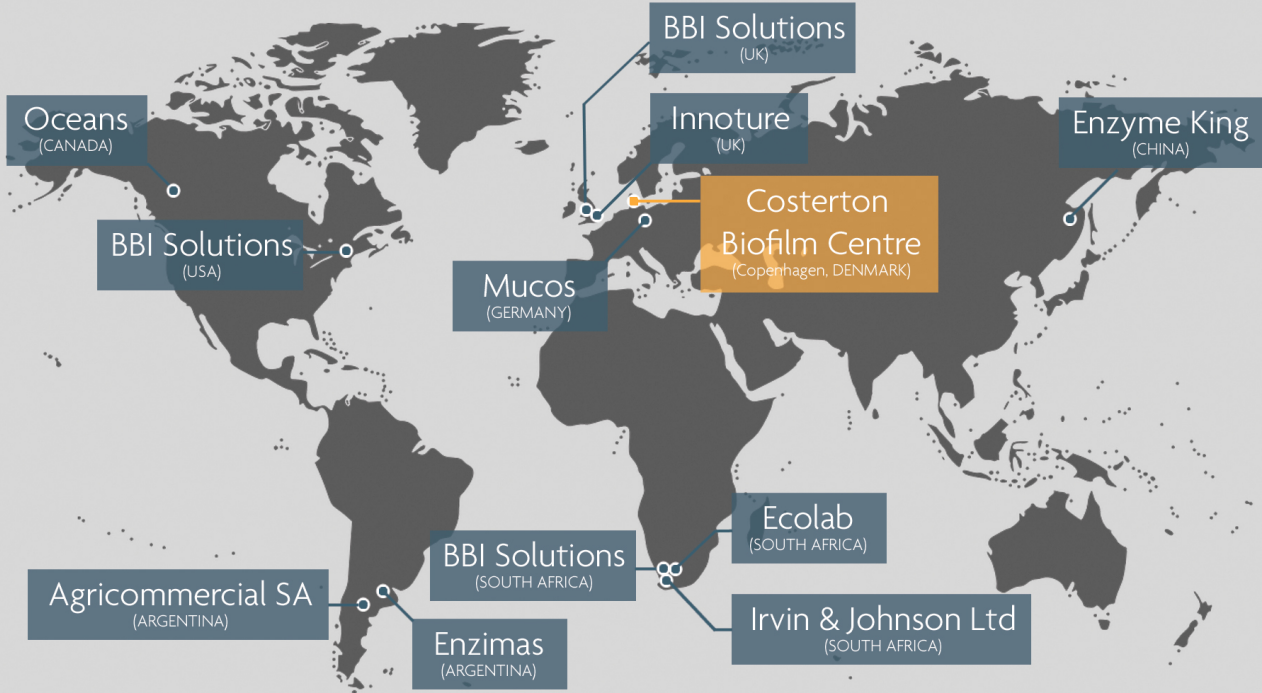 BBI Solutions
(UK)
Oceans
(CANADA)
Innoture
(UK)
Enzyme King
(CHINA)
Costerton
Biofilm Centre
(Copenhagen, DENMARK)
BBI Solutions
(USA)
Mucos
(GERMANY)
Ecolab
(SOUTH AFRICA)
BBI Solutions
(SOUTH AFRICA)
Agricommercial SA
(ARGENTINA)
Irvin & Johnson Ltd
(SOUTH AFRICA)
Enzimas
(ARGENTINA)